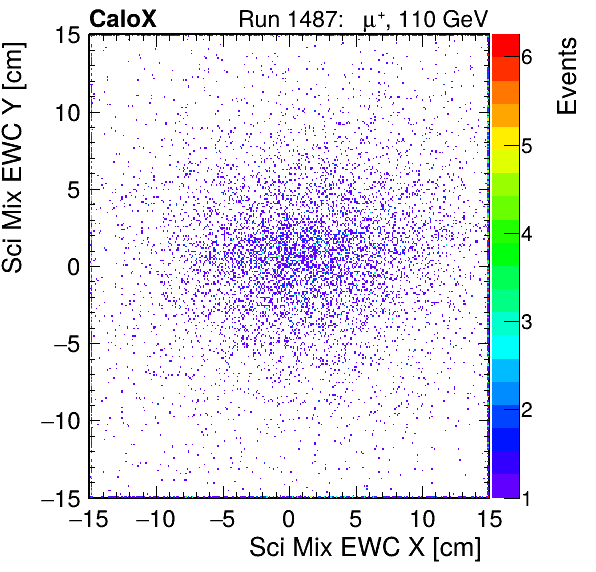 CaloX Run 1487: μ⁺, 110 GeV
Events
Sci Mix EWC Y [cm]
15
10
5
0
−5
−10
−15
−15 −10 −5 0 5 10 15
Sci Mix EWC X [cm]
6
5
4
3
2
1